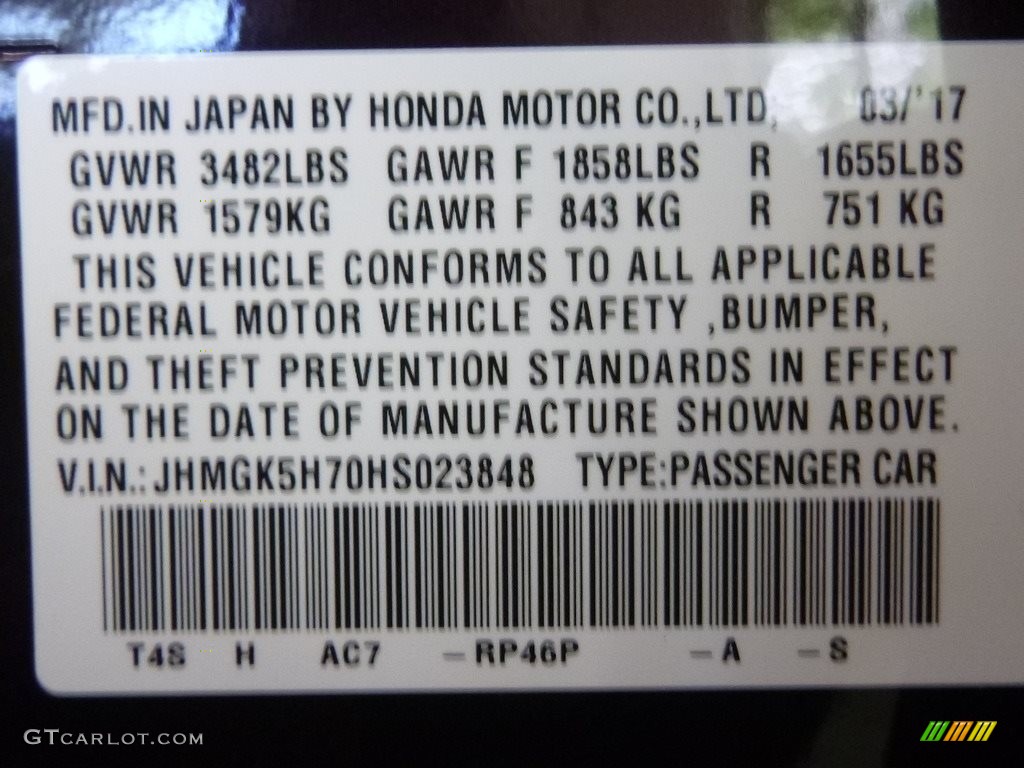 MFD.IN JAPAN BY HONDA MOTOR CO.,LTD. 03/'17
GVWR 3482LBS GAWR F 1858LBS R 1655LBS
GVWR 1579KG GAWR F 843 KG R 751 KG
THIS VEHICLE CONFORMS TO ALL APPLICABLE
FEDERAL MOTOR VEHICLE SAFETY ,BUMPER,
AND THEFT PREVENTION STANDARDS IN EFFECT
ON THE DATE OF MANUFACTURE SHOWN ABOVE.
V.I.N.: JHMGK5H70HS023848 TYPE:PASSENGER CAR
T4S H AC7 –RP46P –A –S
GTCARLOT.COM